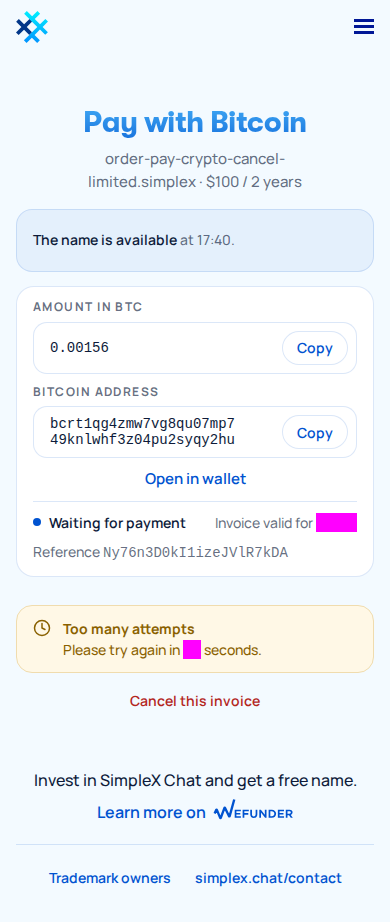 Pay with Bitcoin
order-pay-crypto-cancel-
limited.simplex · $100 / 2 years
The name is available at 17:40.
AMOUNT IN BTC
0.00156 Copy
BITCOIN ADDRESS
bcrt1qg4zmw7vg8qu07mp7
49knlwhf3z04pu2syqy2hu Copy
Open in wallet
Waiting for payment Invoice valid for
Reference Ny76n3D0kI1izeJVlR7kDA
Too many attempts
Please try again in seconds.
Cancel this invoice
Invest in SimpleX Chat and get a free name.
Learn more on WEFUNDER
Trademark owners simplex.chat/contact